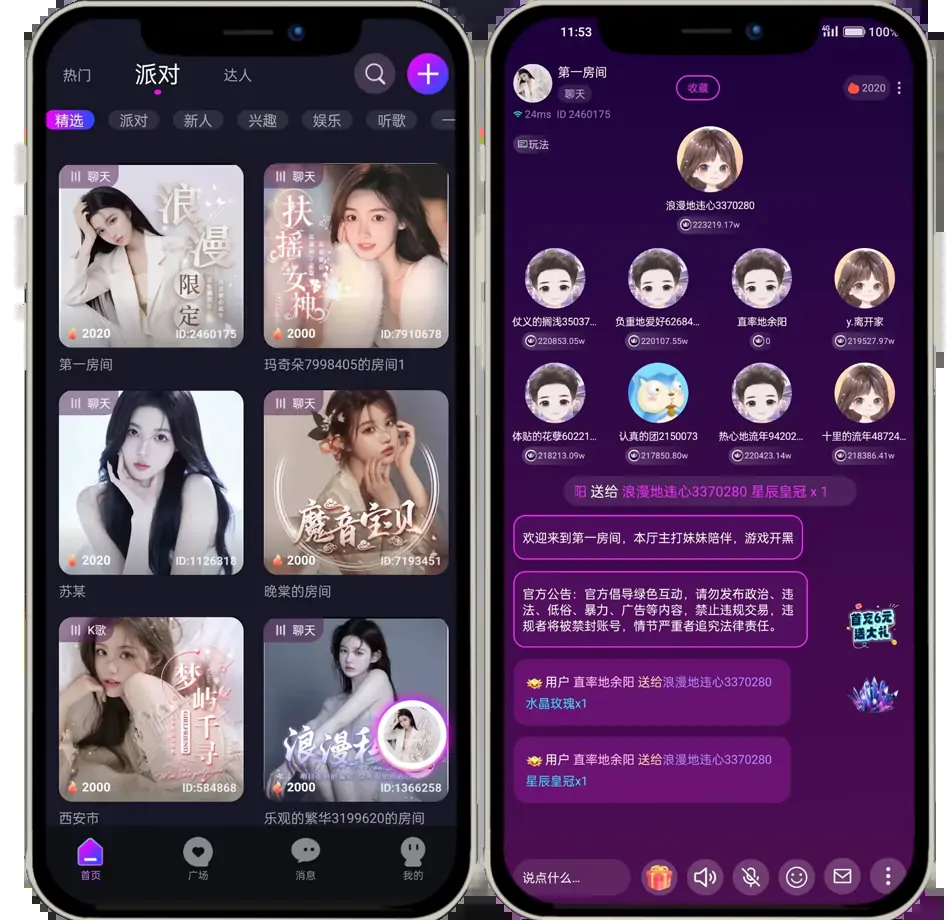 热门
派对
达人
精选
派对
新人
兴趣
娱乐
听歌
聊天
浪漫
限定
2020
ID:2460175
第一房间
聊天
扶摇女神
2000
ID:7910678
玛奇朵7998405的房间1
聊天
2020
ID:1126318
苏某
聊天
魔音宝贝
2000
ID:7193451
晚棠的房间
K歌
梦屿千寻
GIRLFRIEND
2000
ID:584868
西安市
聊天
浪漫私
2000
ID:1366258
乐观的繁华3199620的房间
首页
广场
消息
我的
11:53
4G
100%
第一房间
聊天
收藏
2020
24ms ID 2460175
玩法
浪漫地违心3370280
223219.17w
仗义的搁浅35037...
220853.05w
负重地爱好62684...
220107.55w
直率地余阳
0
y.离开家
219527.97w
体贴的花孽60221...
218213.09w
认真的团2150073
217850.80w
热心地流年94202...
220423.14w
十里的流年48724...
218386.41w
阳 送给 浪漫地违心3370280 星辰皇冠 x 1
欢迎来到第一房间，本厅主打妹妹陪伴，游戏开黑
官方公告：官方倡导绿色互动，请勿发布政治、违
法、低俗、暴力、广告等内容，禁止违规交易，违
规者将被禁封账号，情节严重者追究法律责任。
首充6元
送大礼
用户 直率地余阳 送给浪漫地违心3370280
水晶玫瑰x1
用户 直率地余阳 送给浪漫地违心3370280
星辰皇冠x1
说点什么...